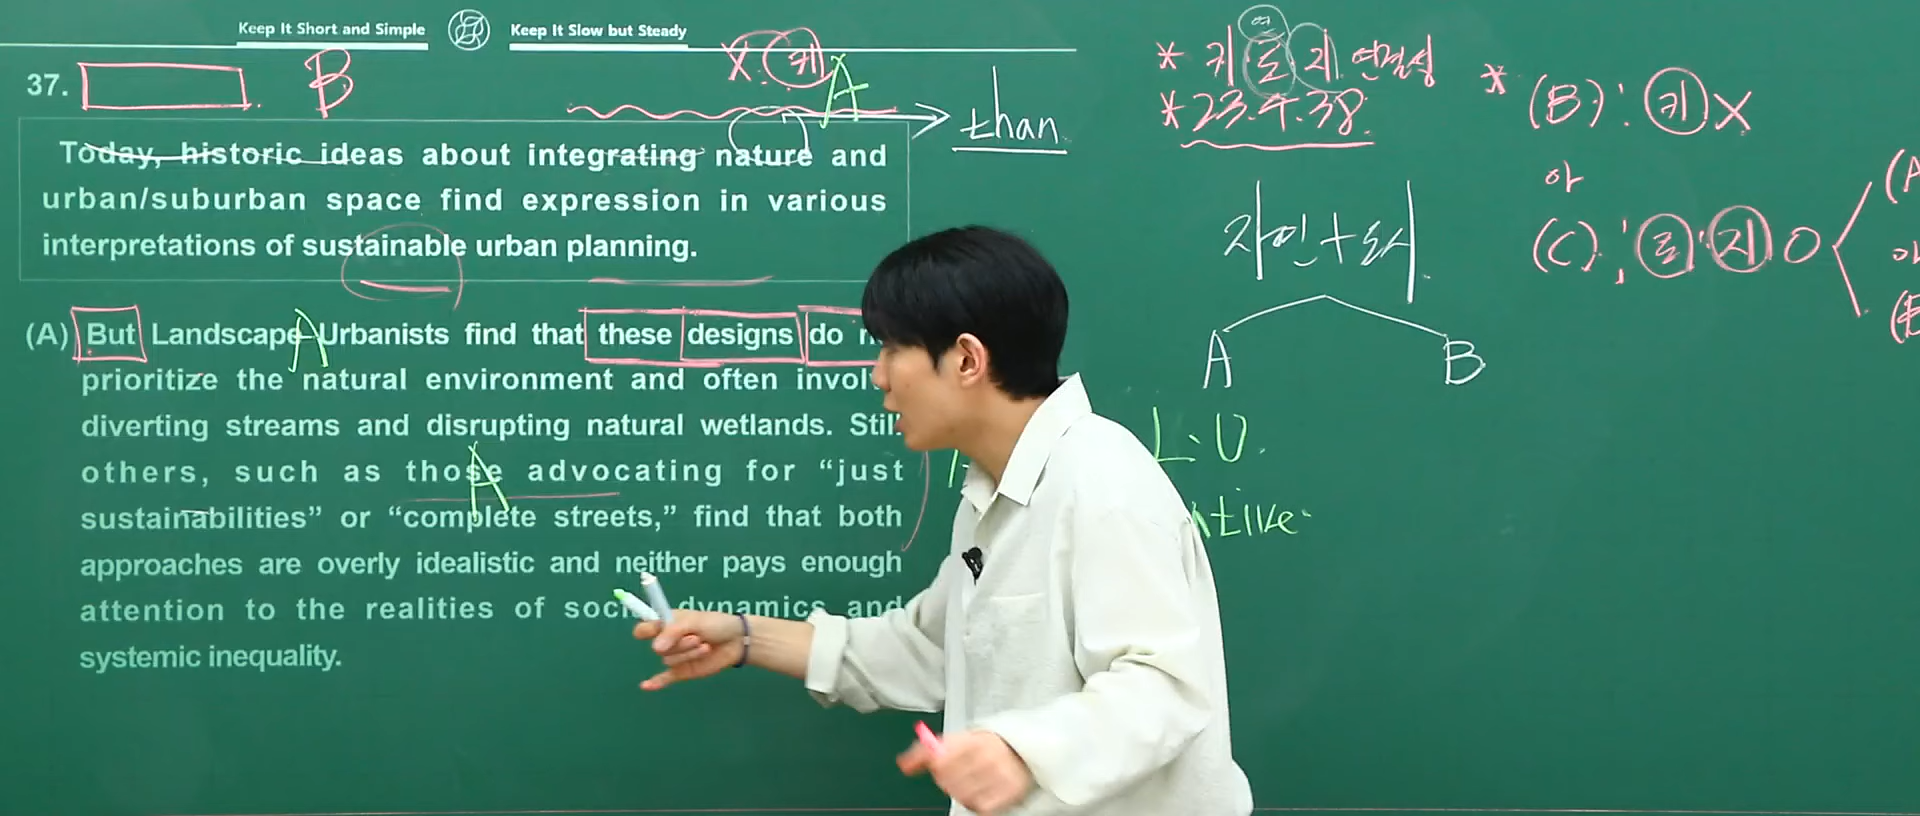 Keep It Short and Simple
Keep It Slow but Steady
37.
B
X 키
A
than
Today, historic ideas about integrating nature and
urban/suburban space find expression in various
interpretations of sustainable urban planning.
(A) But Landscape Urbanists find that these designs do
A
prioritize the natural environment and often
diverting streams and disrupting natural wetlands. Still
others, such as those advocating for “just
A
sustainabilities” or “complete streets,” find that both
approaches are overly idealistic and neither pays enough
attention to the realities of dynamics and
systemic inequality.
* 키 로 지 연결성
* 23.4.38.
자연+도시
A B
L:U.
* (B): 키 X
아
(C): 로 지 O
(A